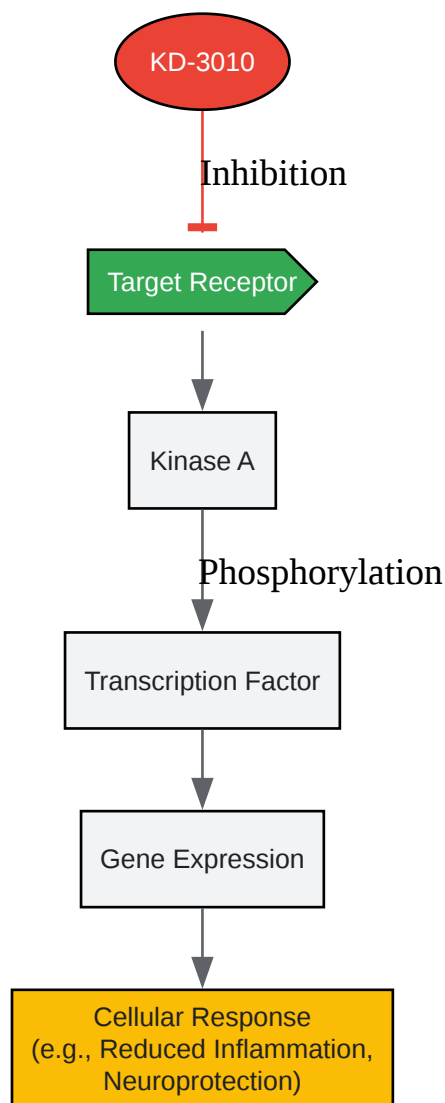 KD-3010
Inhibition
Target Receptor
Kinase A
Phosphorylation
Transcription Factor
Gene Expression
Cellular Response
(e.g., Reduced Inflammation,
Neuroprotection)